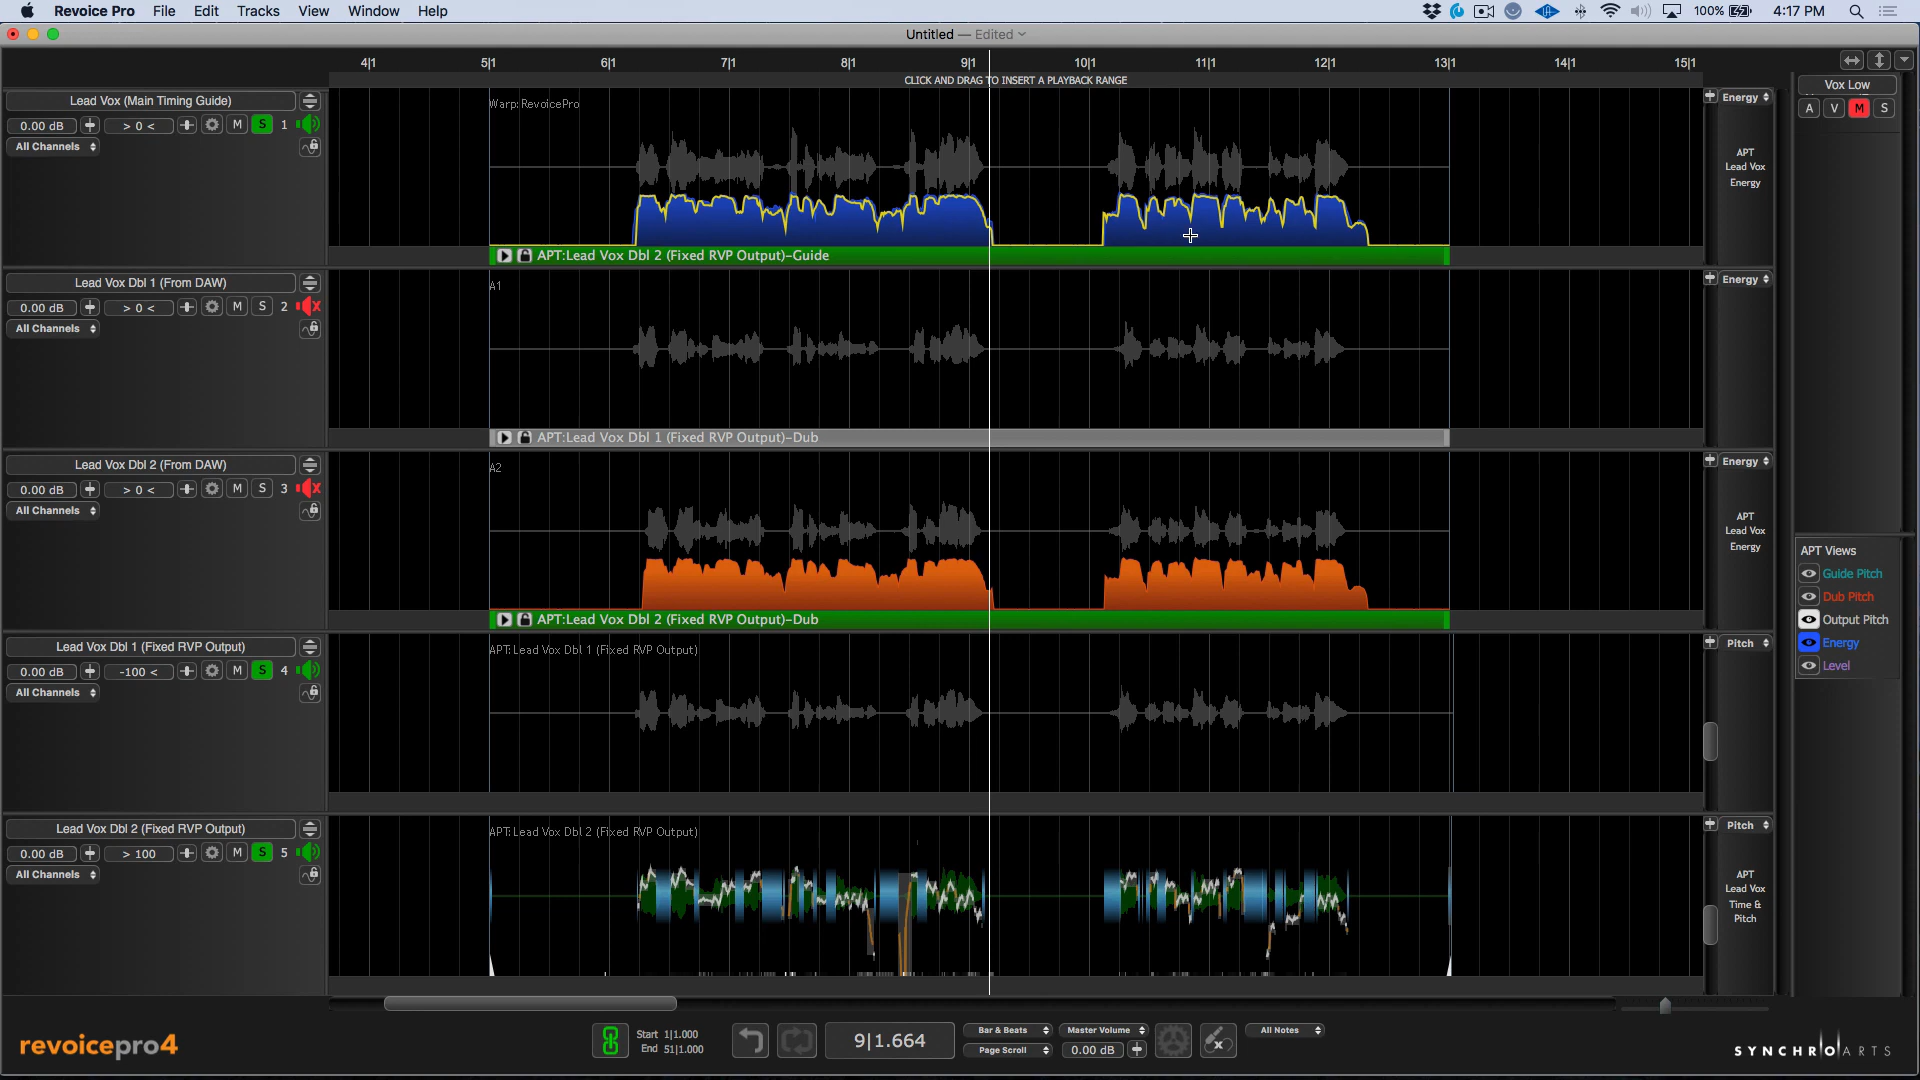 Revoice Pro File Edit Tracks View Window Help 100% 4:17 PM
Untitled — Edited
4|1 5|1 6|1 7|1 8|1 9|1 10|1 11|1 12|1 13|1 14|1 15|1
CLICK AND DRAG TO INSERT A PLAYBACK RANGE
Lead Vox (Main Timing Guide)
0.00 dB > 0 < M S 1
All Channels
Warp: RevoicePro
APT:Lead Vox Dbl 2 (Fixed RVP Output)-Guide
Energy
APT
Lead Vox
Energy
Vox Low
A V M S
Lead Vox Dbl 1 (From DAW)
0.00 dB > 0 < M S 2
All Channels
A1
APT:Lead Vox Dbl 1 (Fixed RVP Output)-Dub
Energy
Lead Vox Dbl 2 (From DAW)
0.00 dB > 0 < M S 3
All Channels
A2
APT:Lead Vox Dbl 2 (Fixed RVP Output)-Dub
Energy
APT
Lead Vox
Energy
APT Views
Guide Pitch
Dub Pitch
Output Pitch
Energy
Level
Lead Vox Dbl 1 (Fixed RVP Output)
0.00 dB -100 < M S 4
All Channels
APT: Lead Vox Dbl 1 (Fixed RVP Output)
Pitch
Lead Vox Dbl 2 (Fixed RVP Output)
0.00 dB > 100 M S 5
All Channels
APT: Lead Vox Dbl 2 (Fixed RVP Output)
Pitch
APT
Lead Vox
Time &
Pitch
revoicepro4
Start 1|1.000
End 51|1.000
9|1.664
Bar & Beats
Page Scroll
Master Volume
0.00 dB
All Notes
SYNCHRO ARTS